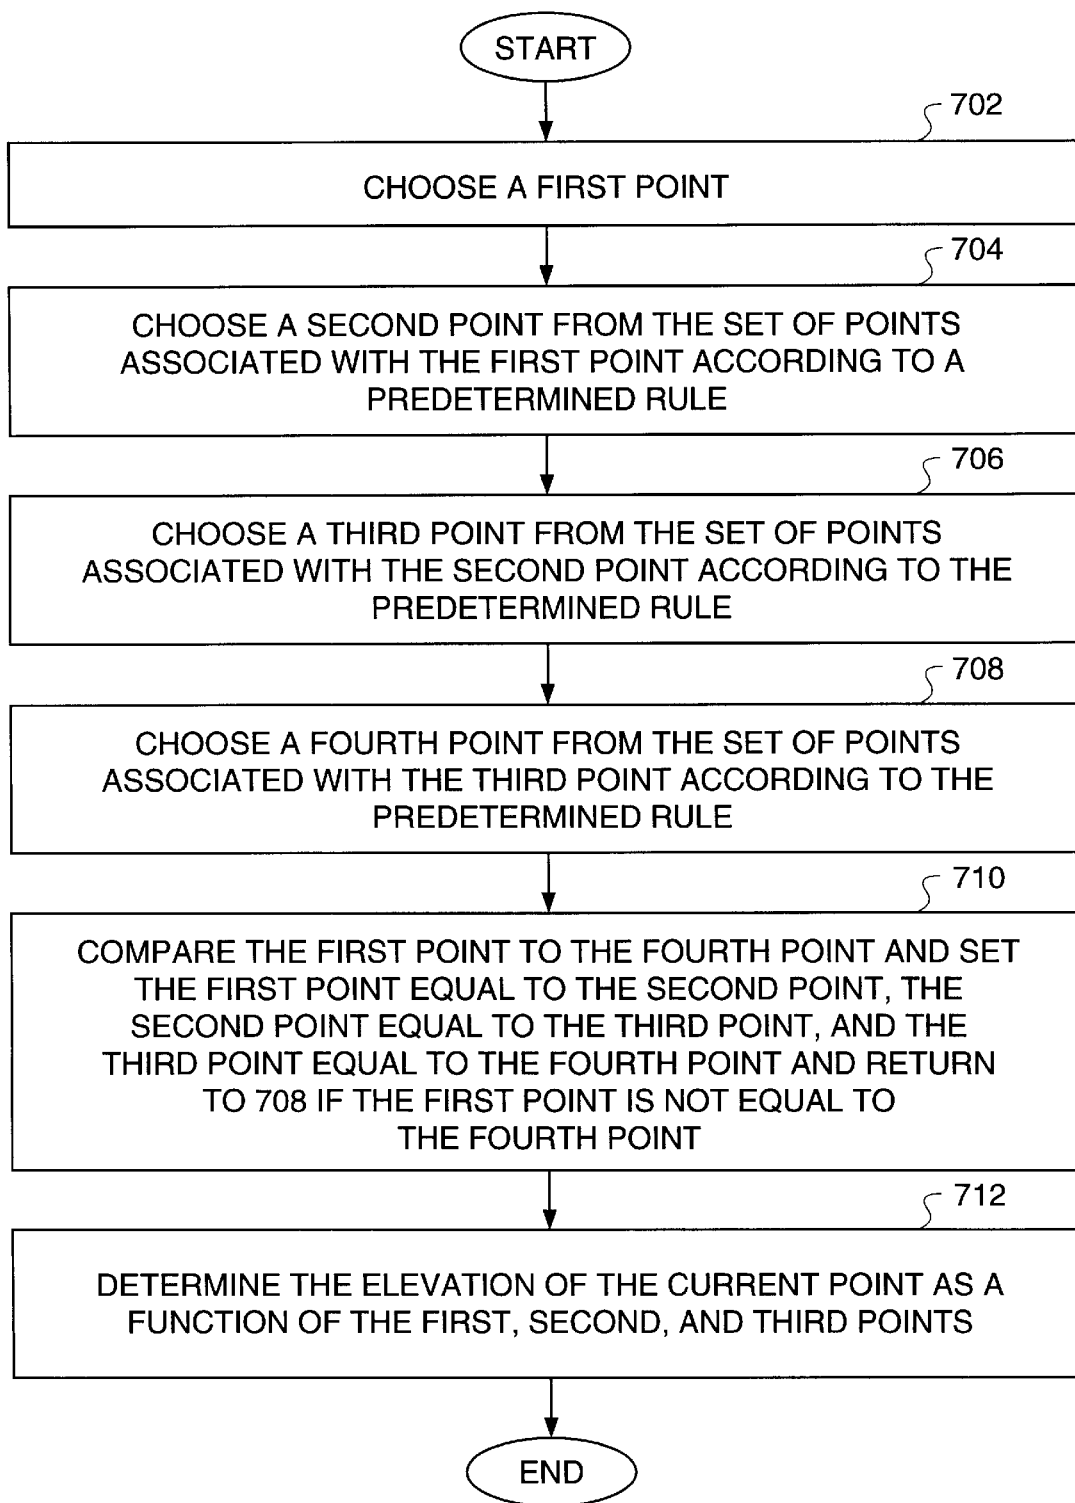 START
702
CHOOSE A FIRST POINT
704
CHOOSE A SECOND POINT FROM THE SET OF POINTS
ASSOCIATED WITH THE FIRST POINT ACCORDING TO A
PREDETERMINED RULE
706
CHOOSE A THIRD POINT FROM THE SET OF POINTS
ASSOCIATED WITH THE SECOND POINT ACCORDING TO THE
PREDETERMINED RULE
708
CHOOSE A FOURTH POINT FROM THE SET OF POINTS
ASSOCIATED WITH THE THIRD POINT ACCORDING TO THE
PREDETERMINED RULE
710
COMPARE THE FIRST POINT TO THE FOURTH POINT AND SET
THE FIRST POINT EQUAL TO THE SECOND POINT, THE
SECOND POINT EQUAL TO THE THIRD POINT, AND THE
THIRD POINT EQUAL TO THE FOURTH POINT AND RETURN
TO 708 IF THE FIRST POINT IS NOT EQUAL TO
THE FOURTH POINT
712
DETERMINE THE ELEVATION OF THE CURRENT POINT AS A
FUNCTION OF THE FIRST, SECOND, AND THIRD POINTS
END